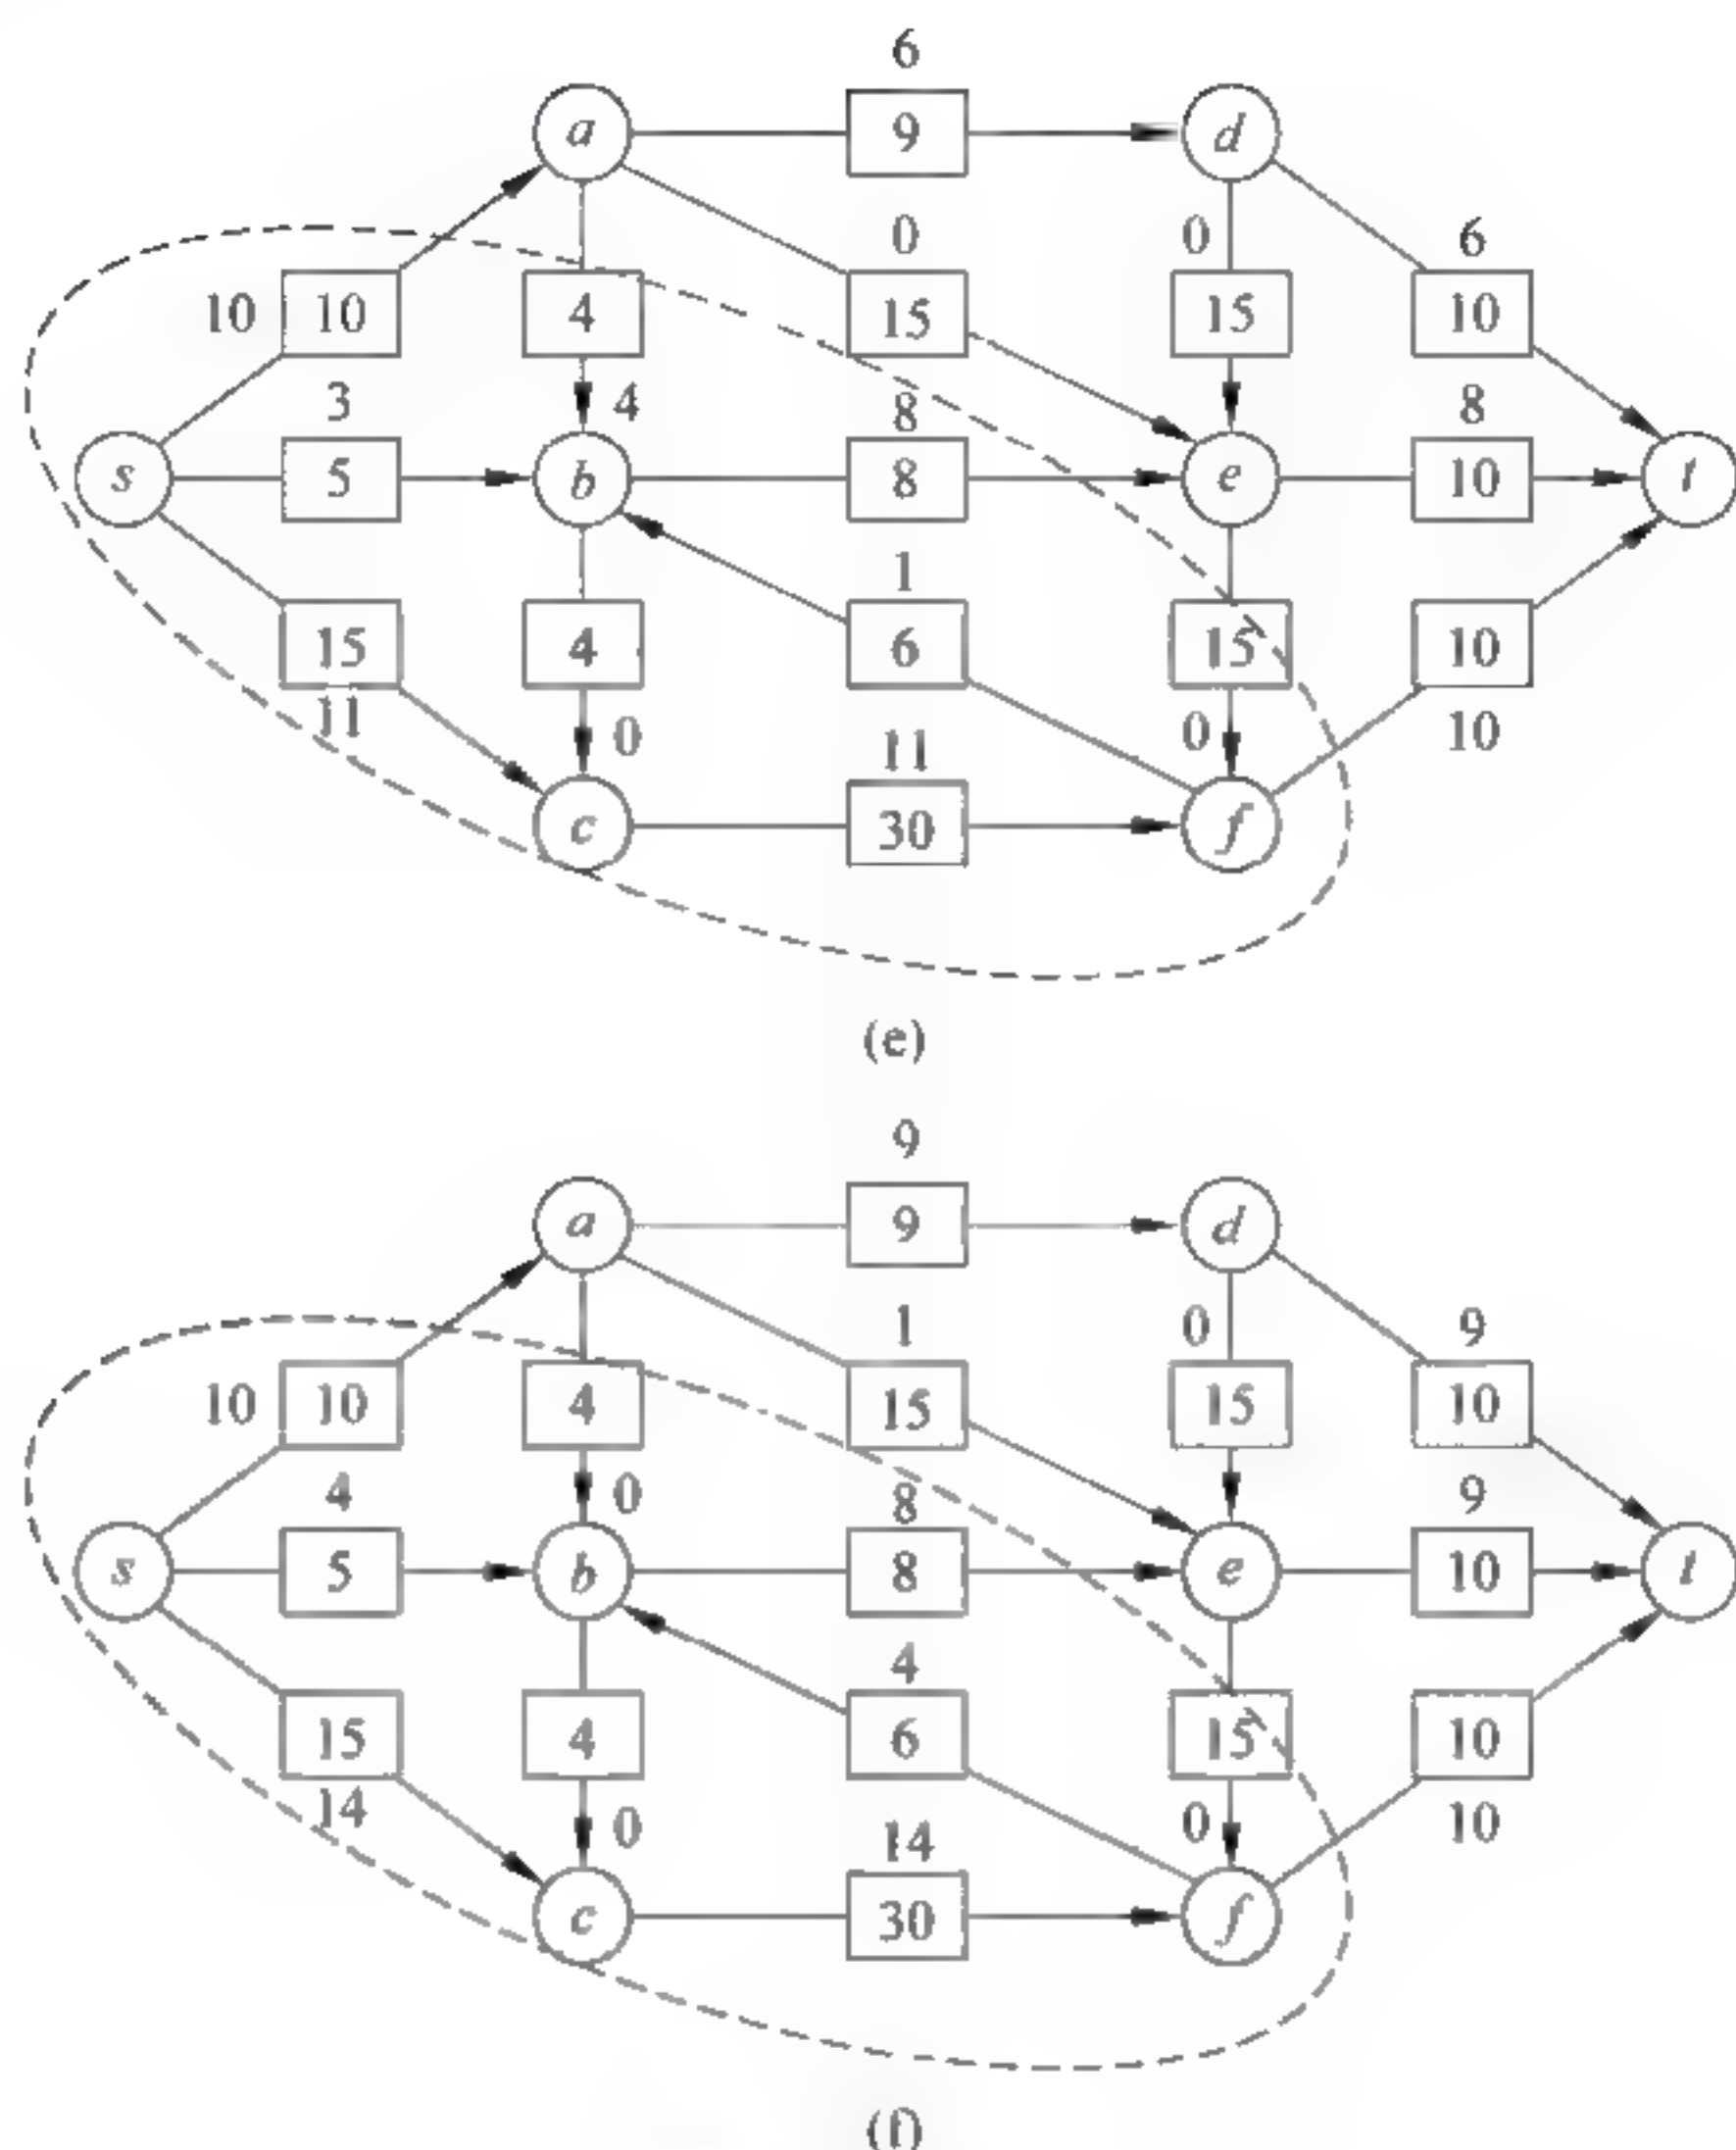 6
a 9 d
0 0 6
10 10 4 15 15 10
3 4 8 8
s 5 b 8 e 10 t
1
15 4 6 15 10
11 0 11 0 10
c 30 f
(e)
9
a 9 d
1 0 9
10 10 4 15 15 10
4 0 8 9
s 5 b 8 e 10 t
4
15 4 6 15 10
14 0 14 0 10
c 30 f
(f)